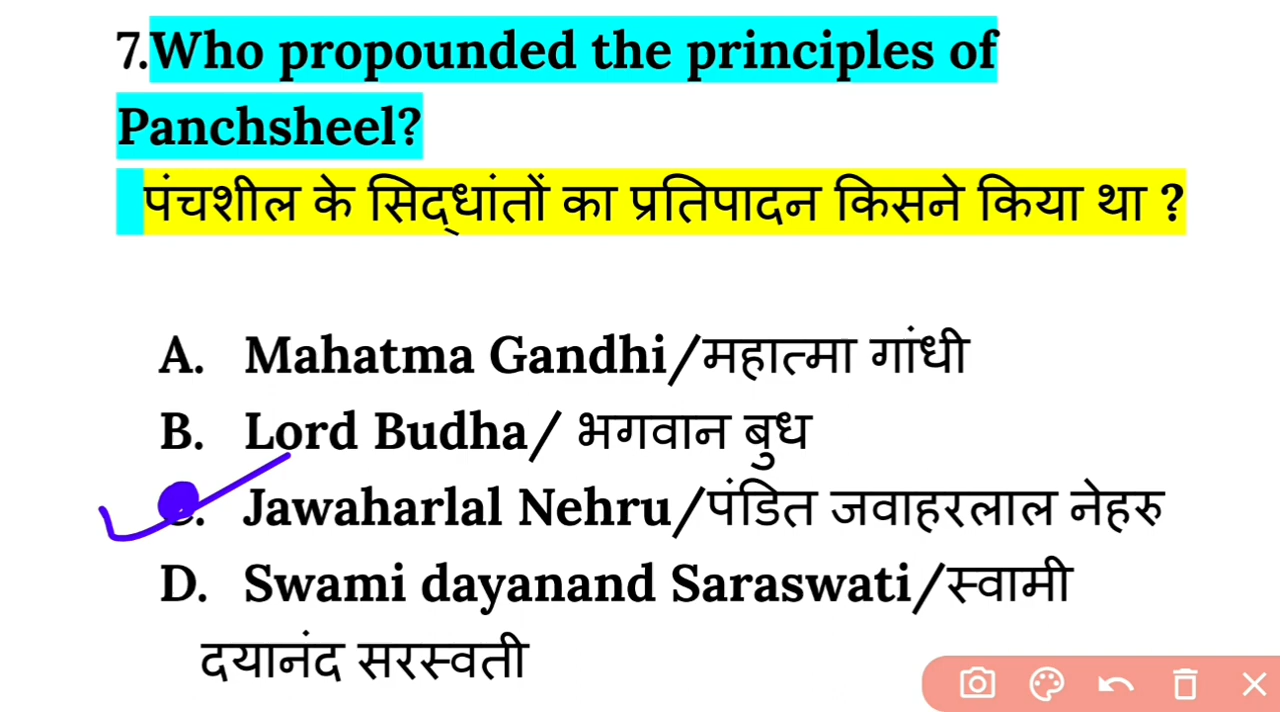 7.Who propounded the principles of
Panchsheel?
पंचशील के सिद्धांतों का प्रतिपादन किसने किया था ?
A. Mahatma Gandhi/महात्मा गांधी
B. Lord Budha/ भगवान बुध
C. Jawaharlal Nehru/पंडित जवाहरलाल नेहरु
D. Swami dayanand Saraswati/स्वामी
दयानंद सरस्वती